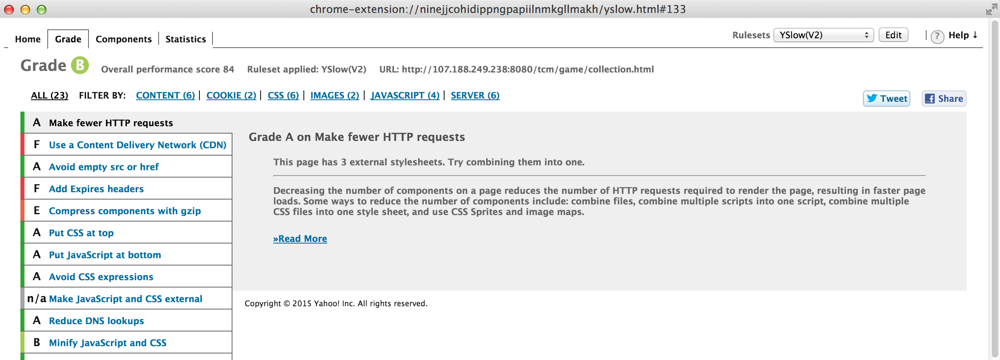 chrome-extension://ninejjcohidippngpapiilnmkgllmakh/yslow.html#133
Home Grade Components Statistics Rulesets YSlow(V2) Edit ? Help ↓
Grade B Overall performance score 84 Ruleset applied: YSlow(V2) URL: http://107.188.249.238:8080/tcm/game/collection.html
ALL (23) FILTER BY: CONTENT (6) COOKIE (2) CSS (6) IMAGES (2) JAVASCRIPT (4) SERVER (6)
Tweet f Share
A Make fewer HTTP requests
F Use a Content Delivery Network (CDN)
A Avoid empty src or href
F Add Expires headers
E Compress components with gzip
A Put CSS at top
A Put JavaScript at bottom
A Avoid CSS expressions
n/a Make JavaScript and CSS external
A Reduce DNS lookups
B Minify JavaScript and CSS
Grade A on Make fewer HTTP requests
This page has 3 external stylesheets. Try combining them into one.
Decreasing the number of components on a page reduces the number of HTTP requests required to render the page, resulting in faster page
loads. Some ways to reduce the number of components include: combine files, combine multiple scripts into one script, combine multiple
CSS files into one style sheet, and use CSS Sprites and image maps.
»Read More
Copyright © 2015 Yahoo! Inc. All rights reserved.